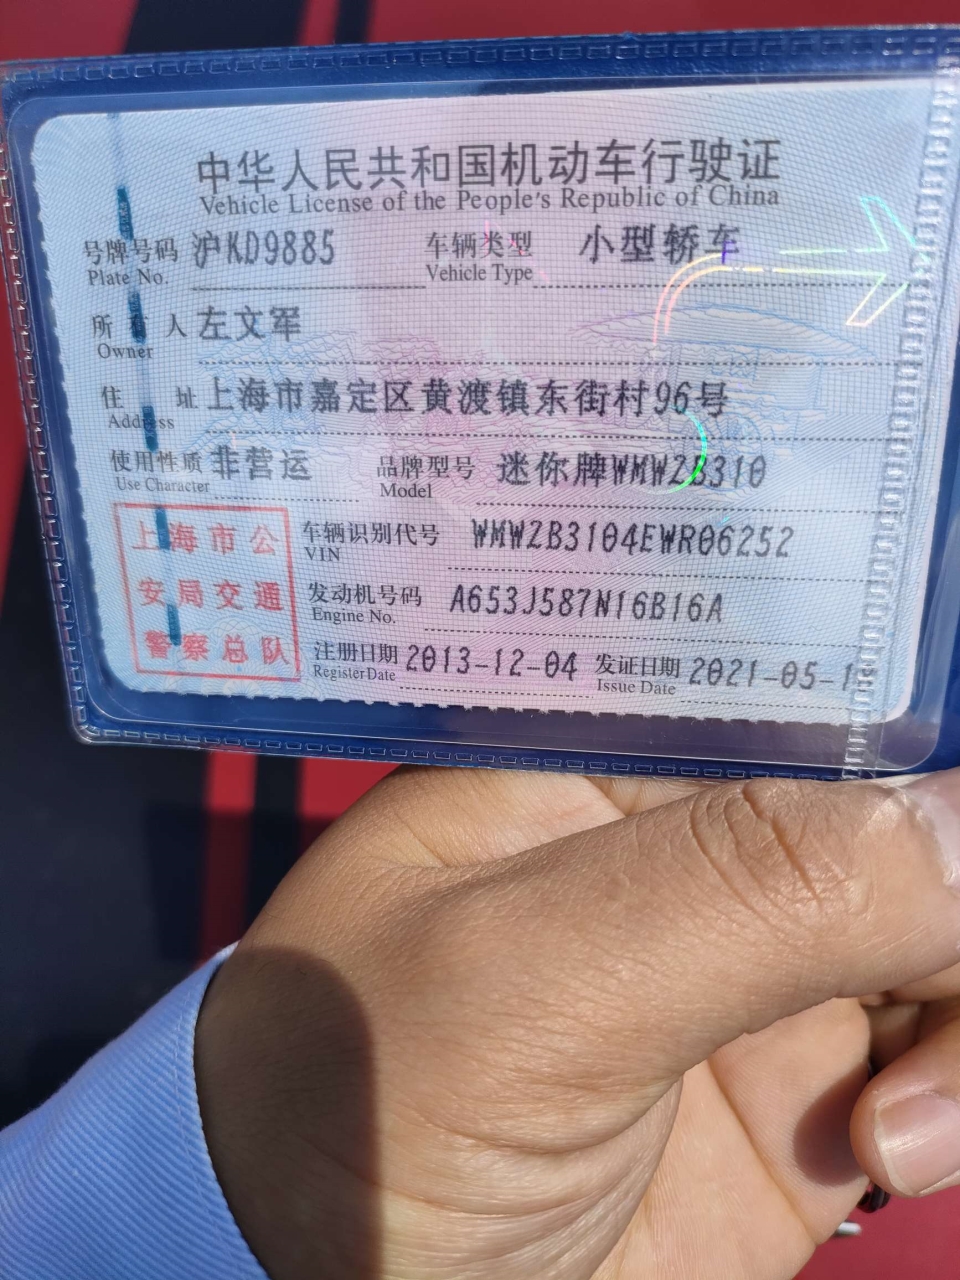 中华人民共和国机动车行驶证
Vehicle License of the People's Republic of China
号牌号码 沪KD9885 车辆类型 小型轿车
Plate No. Vehicle Type
所有人 左文军
Owner
住址 上海市嘉定区黄渡镇东街村96号
Address
使用性质 非营运 品牌型号 迷你牌WMWZB310
Use Character Model
上海市公
安局交通
警察总队
车辆识别代号 WMWZB3104EWR06252
VIN
发动机号码 A653J587N16B16A
Engine No.
注册日期 2013-12-04 发证日期 2021-05-1
Register Date Issue Date